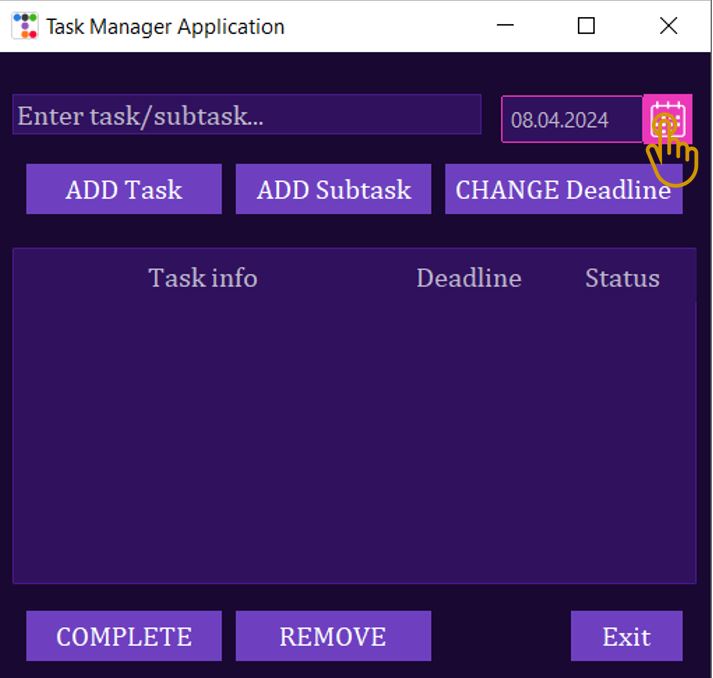 Task Manager Application
Enter task/subtask...
08.04.2024
ADD Task
ADD Subtask
CHANGE Deadline
Task info Deadline Status
COMPLETE
REMOVE
Exit